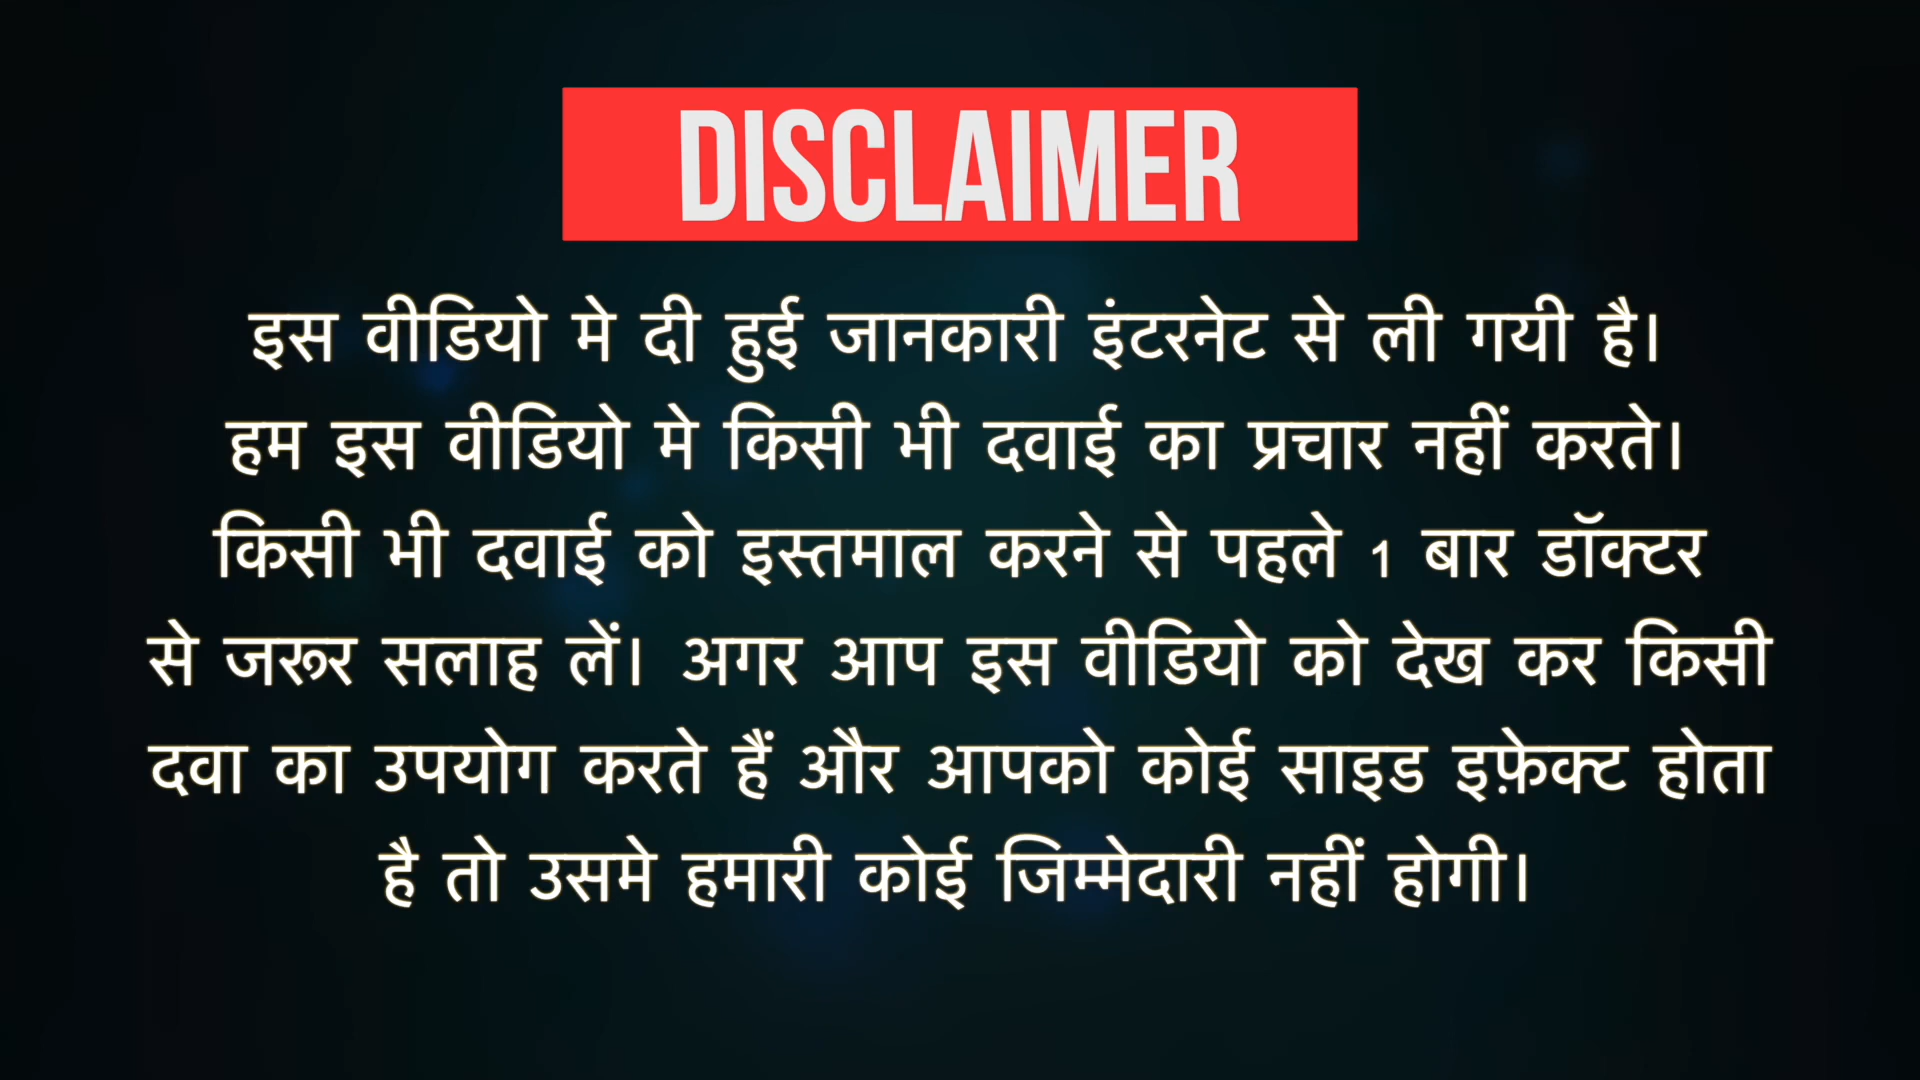 DISCLAIMER
इस वीडियो मे दी हुई जानकारी इंटरनेट से ली गयी है।
हम इस वीडियो मे किसी भी दवाई का प्रचार नहीं करते।
किसी भी दवाई को इस्तमाल करने से पहले 1 बार डॉक्टर
से जरूर सलाह लें। अगर आप इस वीडियो को देख कर किसी
दवा का उपयोग करते हैं और आपको कोई साइड इफ़ेक्ट होता
है तो उसमे हमारी कोई जिम्मेदारी नहीं होगी।